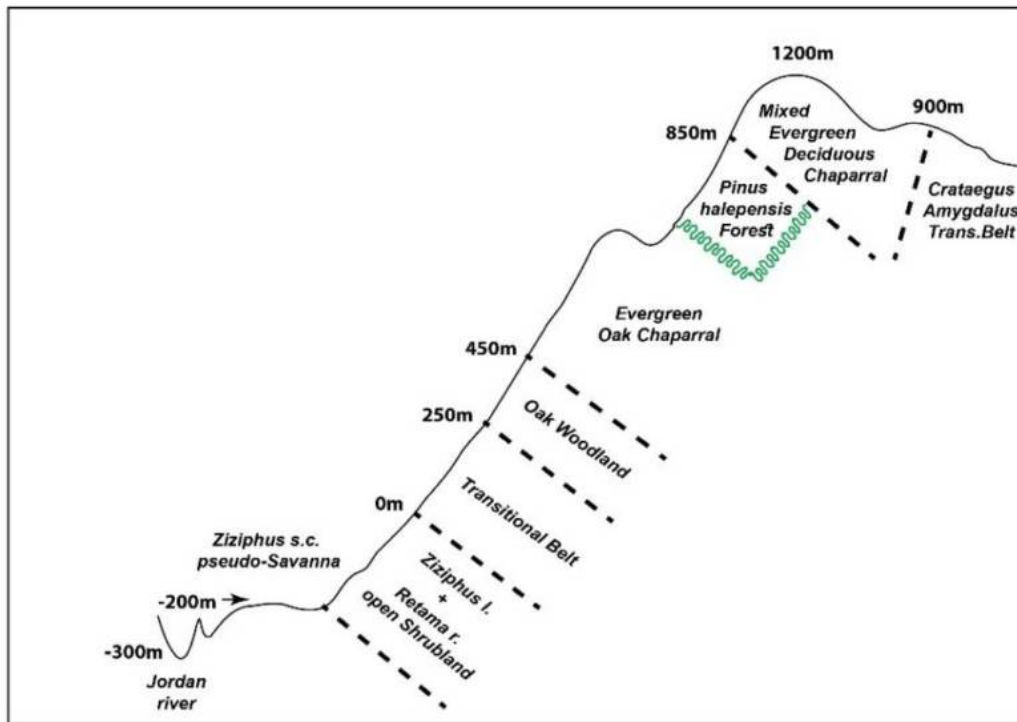 1200m
900m
850m
Mixed
Evergreen
Deciduous
Chaparral
Pinus
halepensis
Forest
Crataegus
Amygdalus
Trans.Belt
Evergreen
Oak Chaparral
450m
Oak Woodland
250m
Transitional Belt
0m
Ziziphus s.c.
pseudo-Savanna
Ziziphus l.
+
Retama r.
open Shrubland
-200m
-300m
Jordan
river